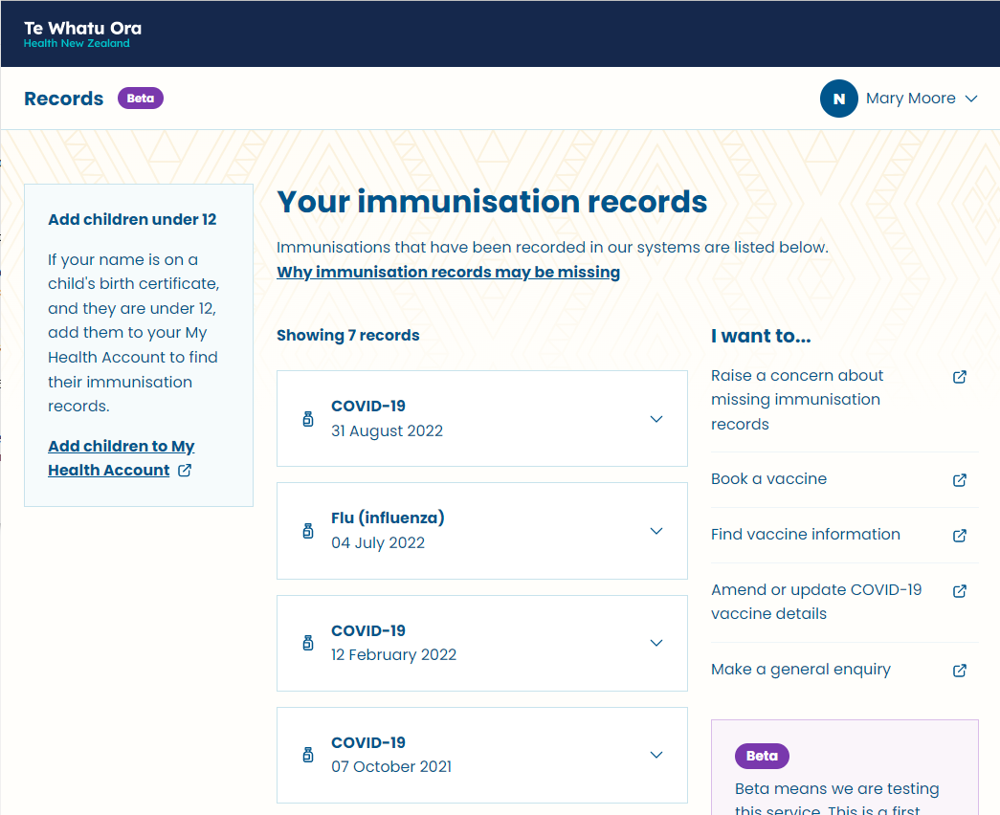 Te Whatu Ora
Health New Zealand
Records
Beta
N
Mary Moore
Add children under 12
If your name is on a
child's birth certificate,
and they are under 12,
add them to your My
Health Account to find
their immunisation
records.
Add children to My
Health Account
Your immunisation records
Immunisations that have been recorded in our systems are listed below.
Why immunisation records may be missing
Showing 7 records
COVID-19
31 August 2022
Flu (influenza)
04 July 2022
COVID-19
12 February 2022
COVID-19
07 October 2021
I want to...
Raise a concern about
missing immunisation
records
Book a vaccine
Find vaccine information
Amend or update COVID-19
vaccine details
Make a general enquiry
Beta
Beta means we are testing
this service. This is a first